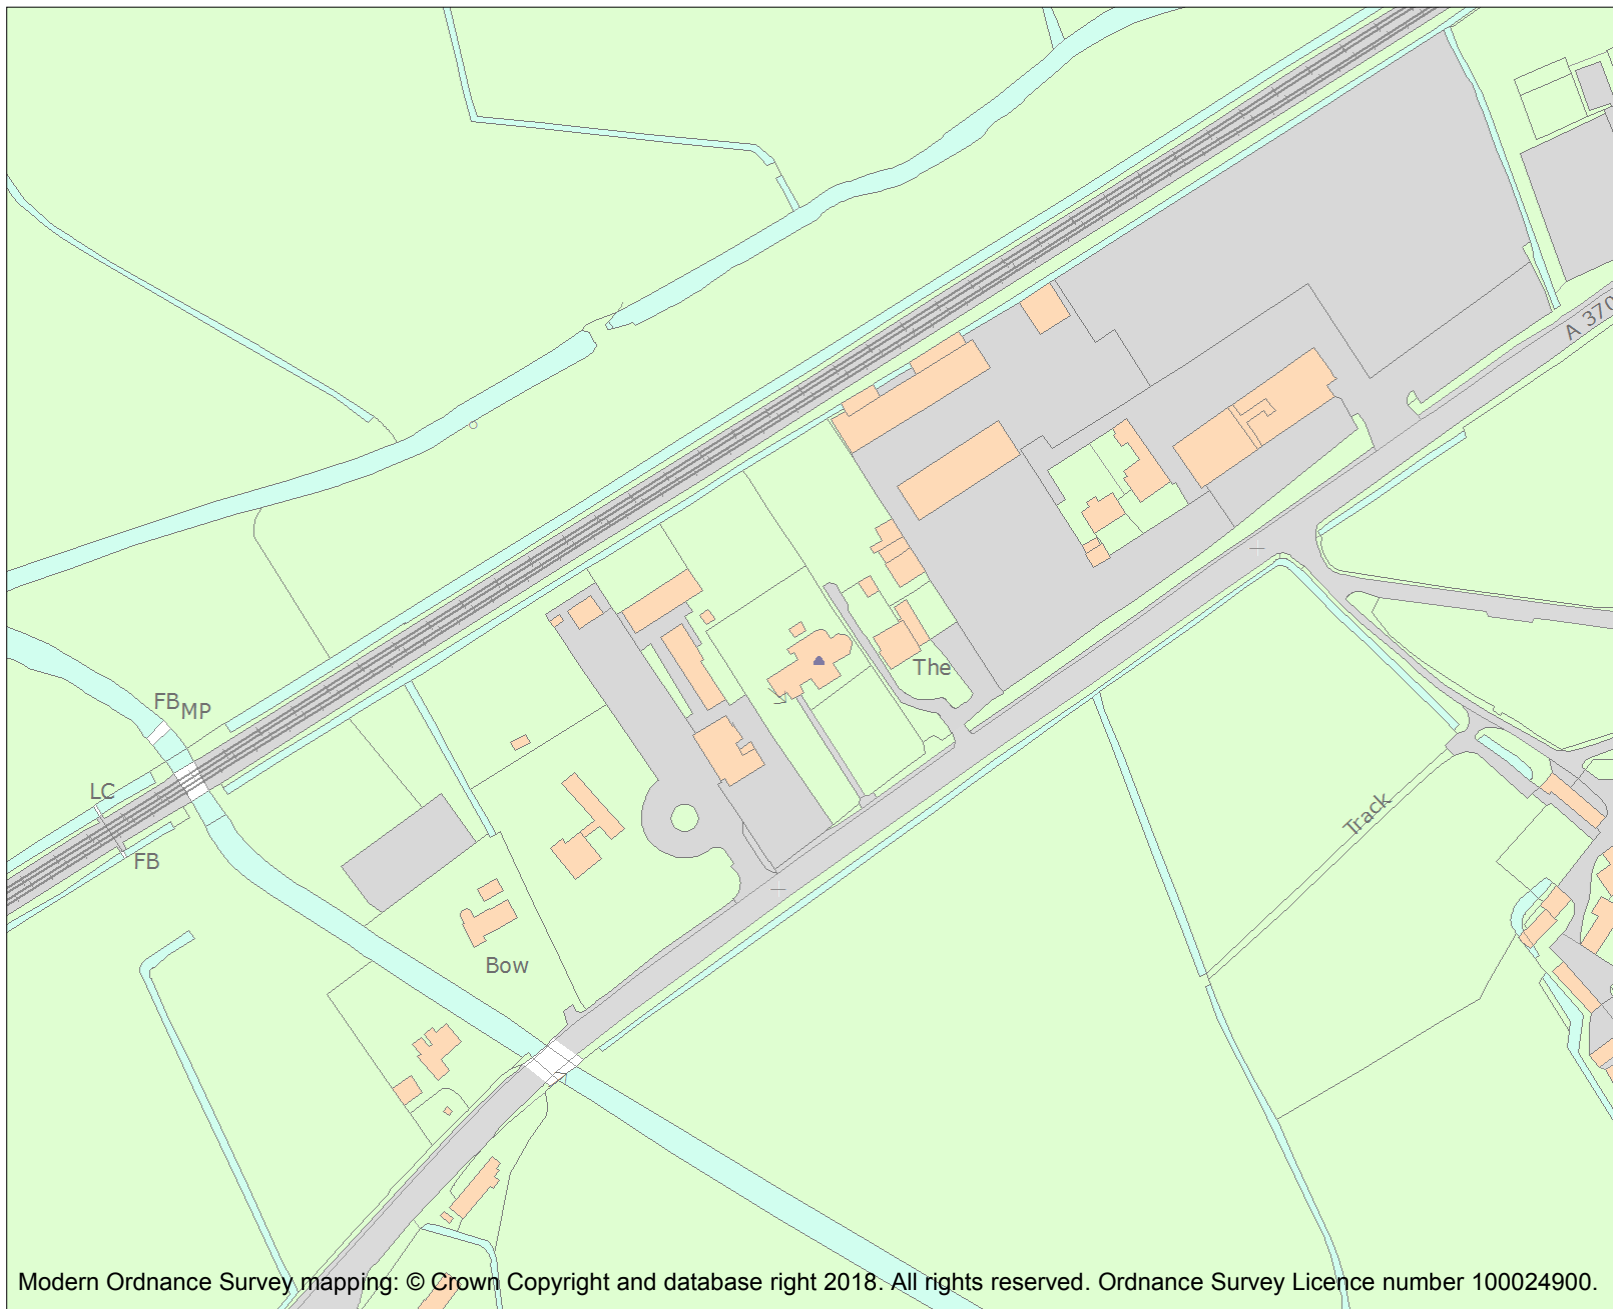 A 370
The
FB
MP
LC
FB
Track
Bow
Modern Ordnance Survey mapping: © Crown Copyright and database right 2018. All rights reserved. Ordnance Survey Licence number 100024900.